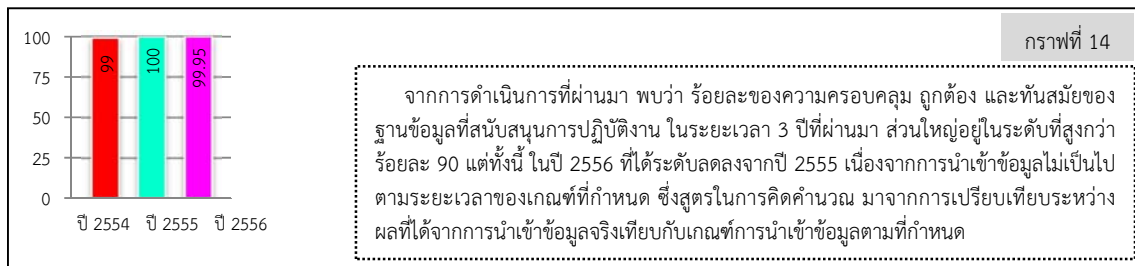 กราฟที่ 14
100
75
50
25
0
99
100
99.95
ปี 2554 ปี 2555 ปี 2556
จากการดำเนินการที่ผ่านมา พบว่า ร้อยละของความครอบคลุม ถูกต้อง และทันสมัยของ
ฐานข้อมูลที่สนับสนุนการปฏิบัติงาน ในระยะเวลา 3 ปีที่ผ่านมา ส่วนใหญ่อยู่ในระดับที่สูงกว่า
ร้อยละ 90 แต่ทั้งนี้ ในปี 2556 ที่ได้ระดับลดลงจากปี 2555 เนื่องจากการนำเข้าข้อมูลไม่เป็นไป
ตามระยะเวลาของเกณฑ์ที่กำหนด ซึ่งสูตรในการคิดคำนวณ มาจากการเปรียบเทียบระหว่าง
ผลที่ได้จากการนำเข้าข้อมูลจริงเทียบกับเกณฑ์การนำเข้าข้อมูลตามที่กำหนด